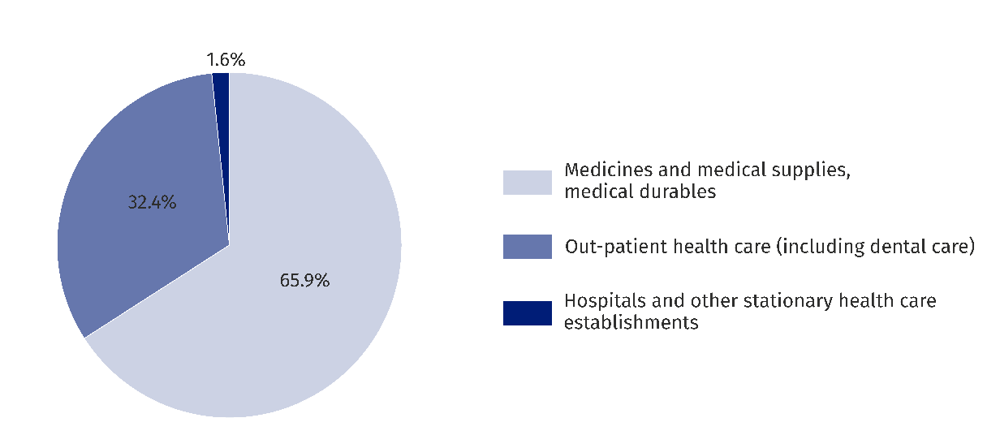 1.6%
32.4%
65.9%
Medicines and medical supplies,
medical durables
Out-patient health care (including dental care)
Hospitals and other stationary health care
establishments